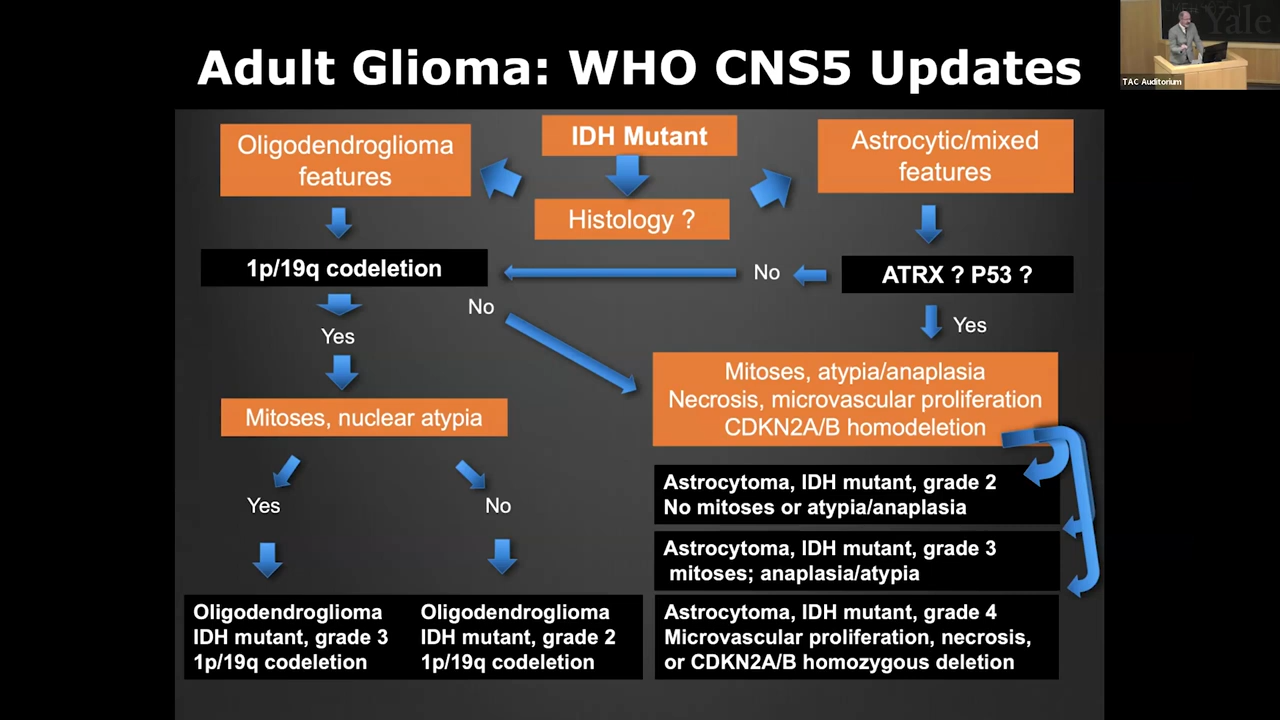 Adult Glioma: WHO CNS5 Updates
Yale
TAC Auditorium
IDH Mutant
Histology ?
Oligodendroglioma
features
Astrocytic/mixed
features
1p/19q codeletion
No
ATRX ? P53 ?
No
Yes
Yes
Mitoses, atypia/anaplasia
Necrosis, microvascular proliferation
CDKN2A/B homodeletion
Mitoses, nuclear atypia
Yes
No
Astrocytoma, IDH mutant, grade 2
No mitoses or atypia/anaplasia
Astrocytoma, IDH mutant, grade 3
mitoses; anaplasia/atypia
Oligodendroglioma
IDH mutant, grade 3
1p/19q codeletion
Oligodendroglioma
IDH mutant, grade 2
1p/19q codeletion
Astrocytoma, IDH mutant, grade 4
Microvascular proliferation, necrosis,
or CDKN2A/B homozygous deletion